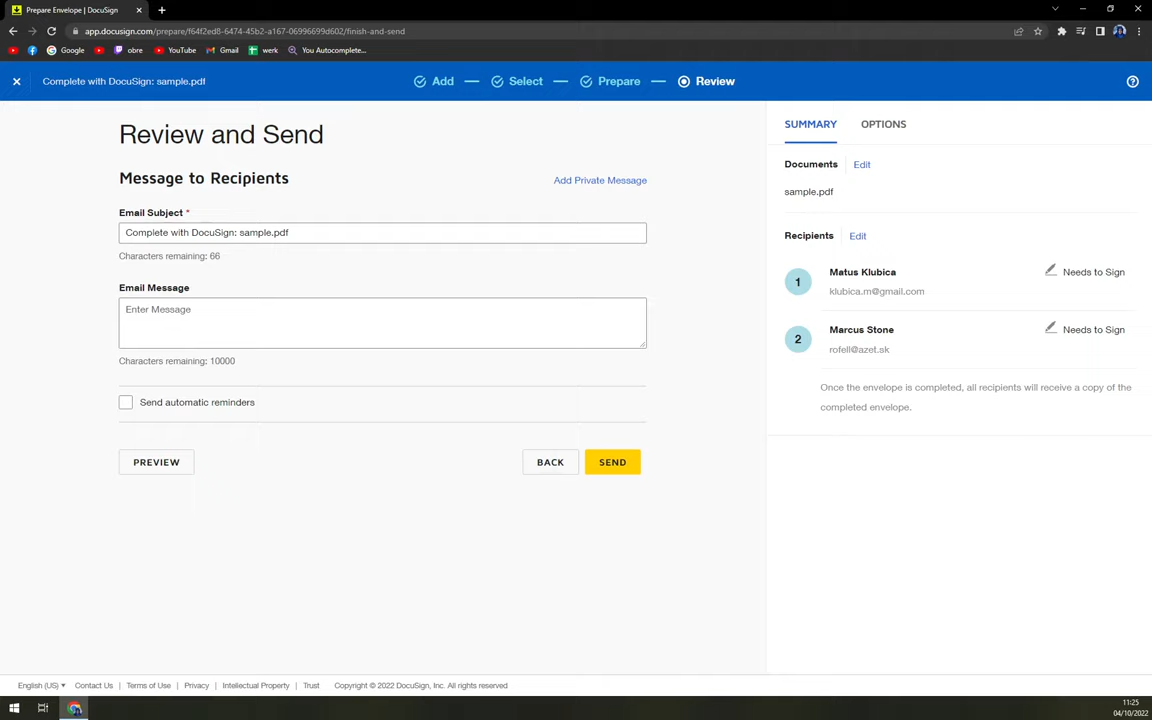 Prepare Envelope | DocuSign
app.docusign.com/prepare/f64f2ed8-6474-45b2-a167-06996699d602/finish-and-send
Google
obre
YouTube
Gmail
werk
You Autocomplete...
Complete with DocuSign: sample.pdf
Add
Select
Prepare
Review
Review and Send
Message to Recipients
Add Private Message
Email Subject *
Complete with DocuSign: sample.pdf
Characters remaining: 66
Email Message
Enter Message
Characters remaining: 10000
Send automatic reminders
PREVIEW
BACK
SEND
SUMMARY
OPTIONS
Documents
Edit
sample.pdf
Recipients
Edit
1
Matus Klubica
klubica.m@gmail.com
Needs to Sign
2
Marcus Stone
rofell@azet.sk
Needs to Sign
Once the envelope is completed, all recipients will receive a copy of the
completed envelope.
English (US)
Contact Us
Terms of Use
Privacy
Intellectual Property
Trust
Copyright © 2022 DocuSign, Inc. All rights reserved
11:25
04/10/2022